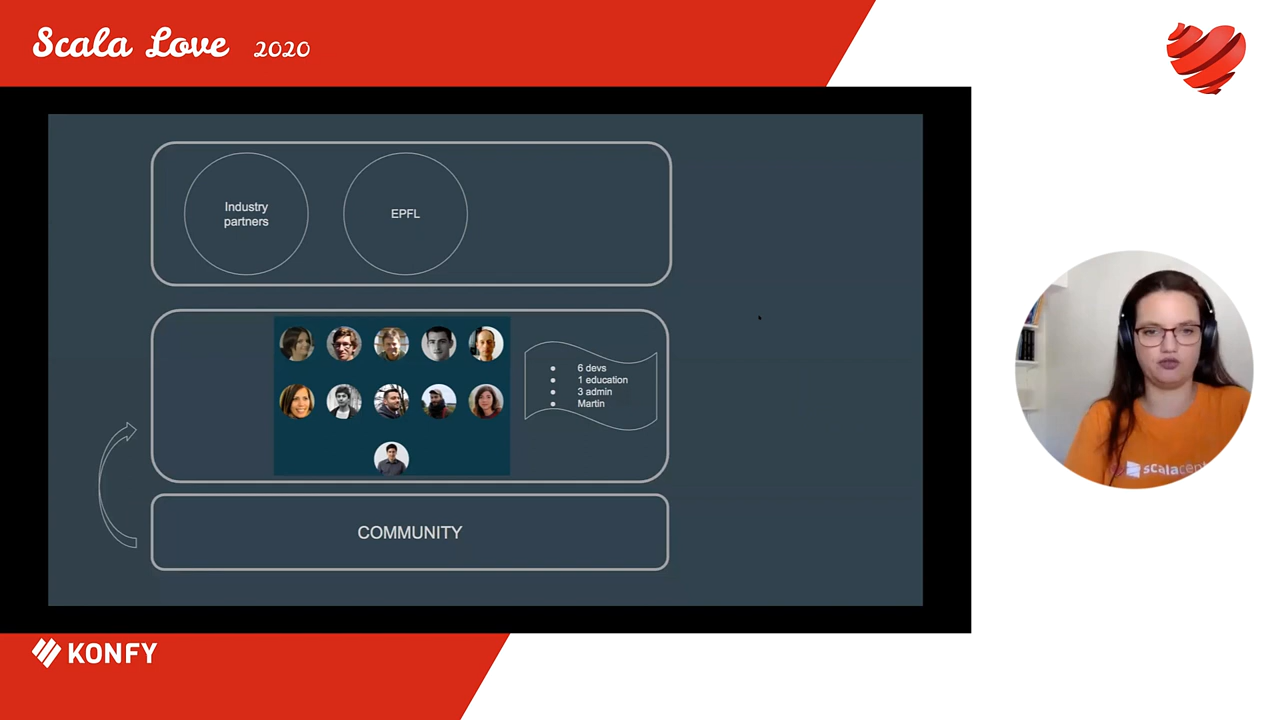 Scala Love 2020
Industry
partners
EPFL
6 devs
1 education
3 admin
Martin
COMMUNITY
KONFY